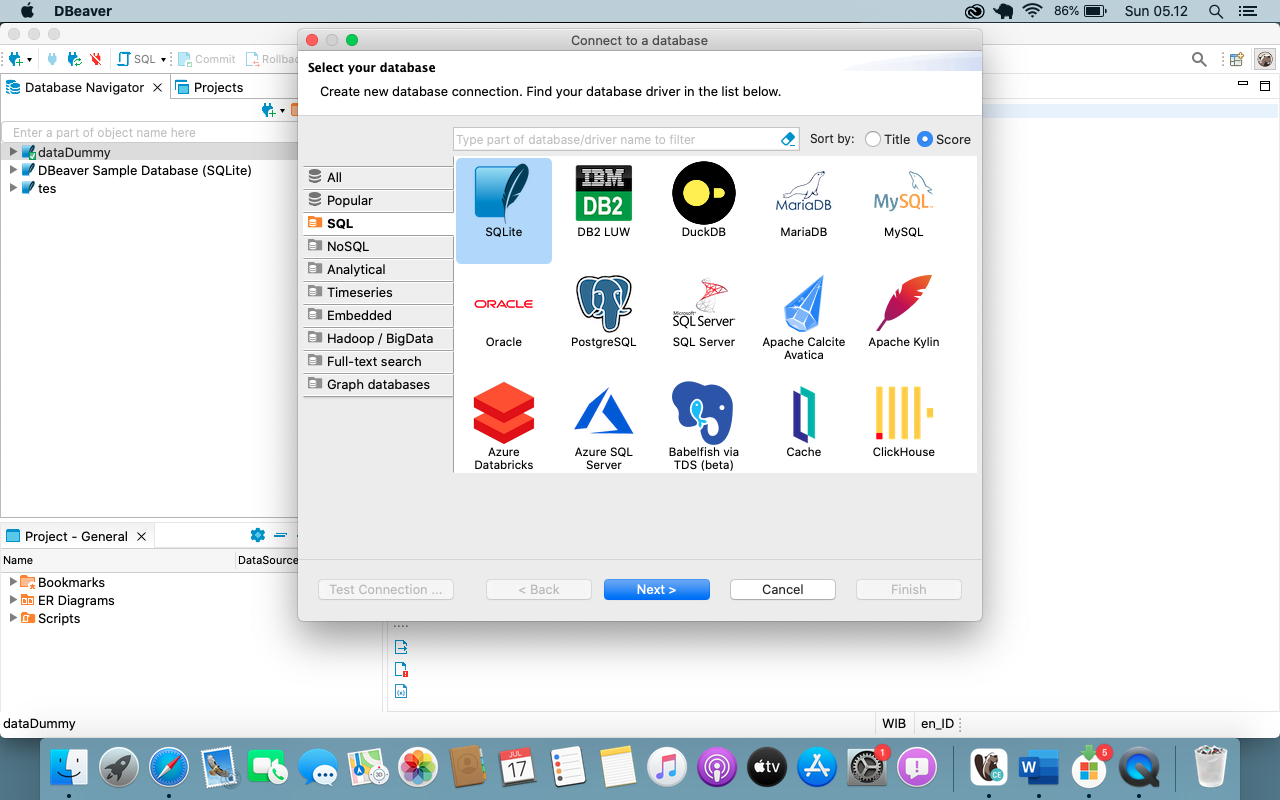 DBeaver
86%
Sun 05.12
SQL
Commit
Rollbac
Database Navigator
Projects
Enter a part of object name here
dataDummy
DBeaver Sample Database (SQLite)
tes
Connect to a database
Select your database
Create new database connection. Find your database driver in the list below.
Type part of database/driver name to filter
Sort by:
Title
Score
All
Popular
SQL
NoSQL
Analytical
Timeseries
Embedded
Hadoop / BigData
Full-text search
Graph databases
SQLite
IBM
DB2
DB2 LUW
DuckDB
MariaDB
MariaDB
MySQL
MySQL
ORACLE
Oracle
PostgreSQL
Microsoft
SQL Server
SQL Server
Apache Calcite
Avatica
Apache Kylin
Azure
Databricks
Azure SQL
Server
Babelfish via
TDS (beta)
Cache
ClickHouse
Test Connection ...
< Back
Next >
Cancel
Finish
Project - General
Name
DataSource
Bookmarks
ER Diagrams
Scripts
dataDummy
WIB
en_ID
JUL
17
3D
tv
1
CE
W
5